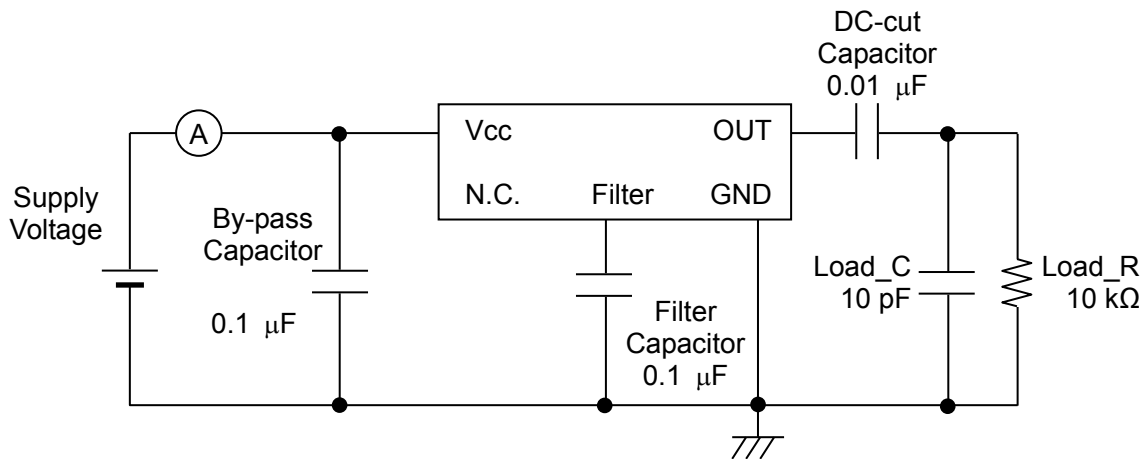 DC-cut
Capacitor
0.01 μF
A
Vcc
OUT
Supply
Voltage
N.C.
Filter
GND
By-pass
Capacitor
0.1 μF
Filter
Capacitor
0.1 μF
Load_C
10 pF
Load_R
10 kΩ